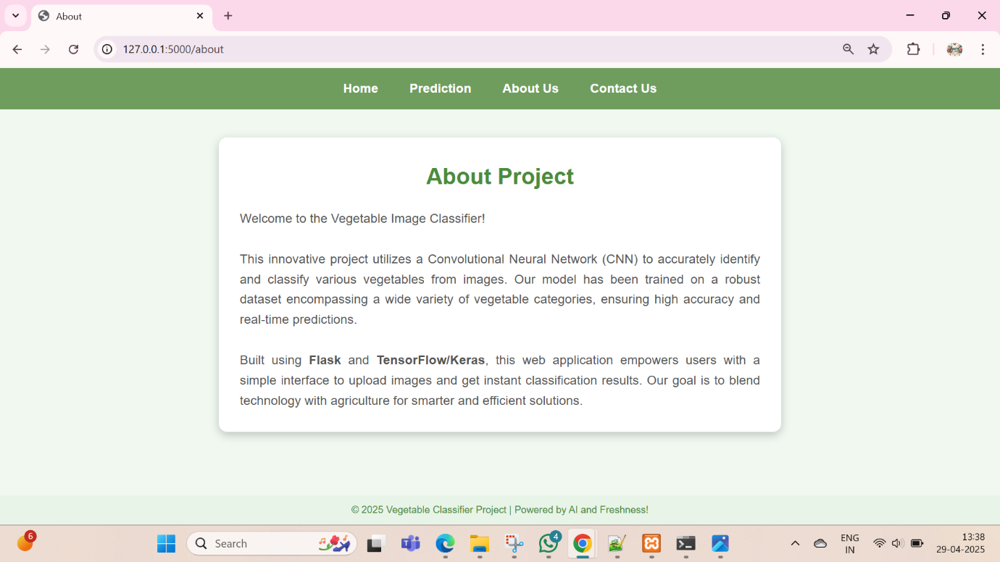 About
127.0.0.1:5000/about
Home Prediction About Us Contact Us
About Project
Welcome to the Vegetable Image Classifier!
This innovative project utilizes a Convolutional Neural Network (CNN) to accurately identify
and classify various vegetables from images. Our model has been trained on a robust
dataset encompassing a wide variety of vegetable categories, ensuring high accuracy and
real-time predictions.
Built using Flask and TensorFlow/Keras, this web application empowers users with a
simple interface to upload images and get instant classification results. Our goal is to blend
technology with agriculture for smarter and efficient solutions.
© 2025 Vegetable Classifier Project | Powered by AI and Freshness!
6
Search
4
ENG
IN
13:38
29-04-2025